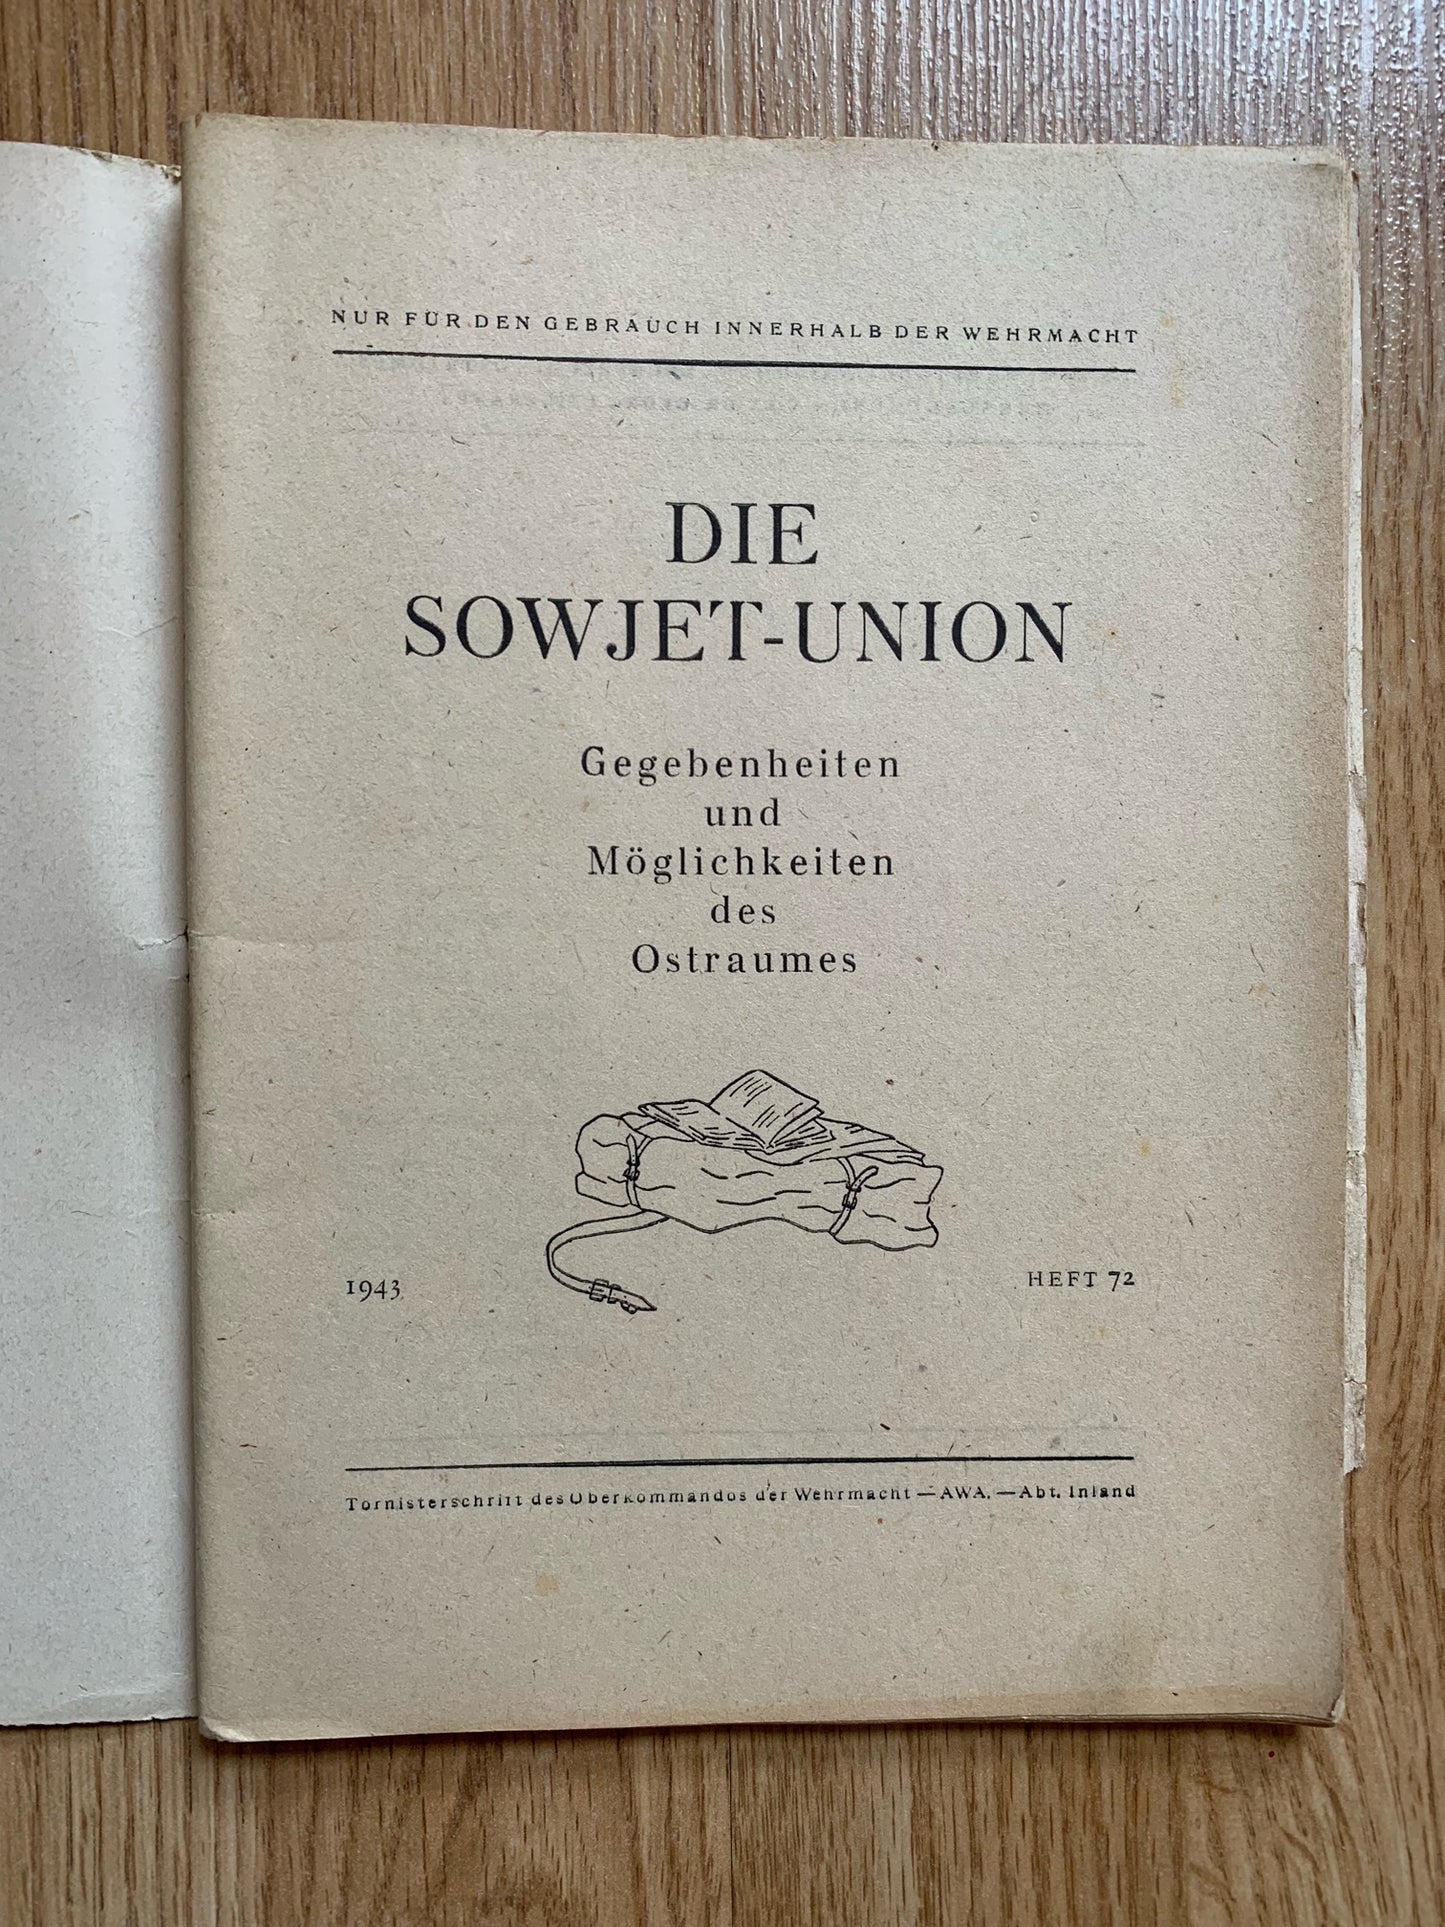 NUR FÜR DEN GEBRAUCH INNERHALB DER WEHRMACHT
DIE
SOWJET-UNION
Gegebenheiten
und
Möglichkeiten
des
Ostraumes
1943
HEFT 72
Tornisterschrift des Oberkommandos der Wehrmacht — AWA. — Abt. Inland